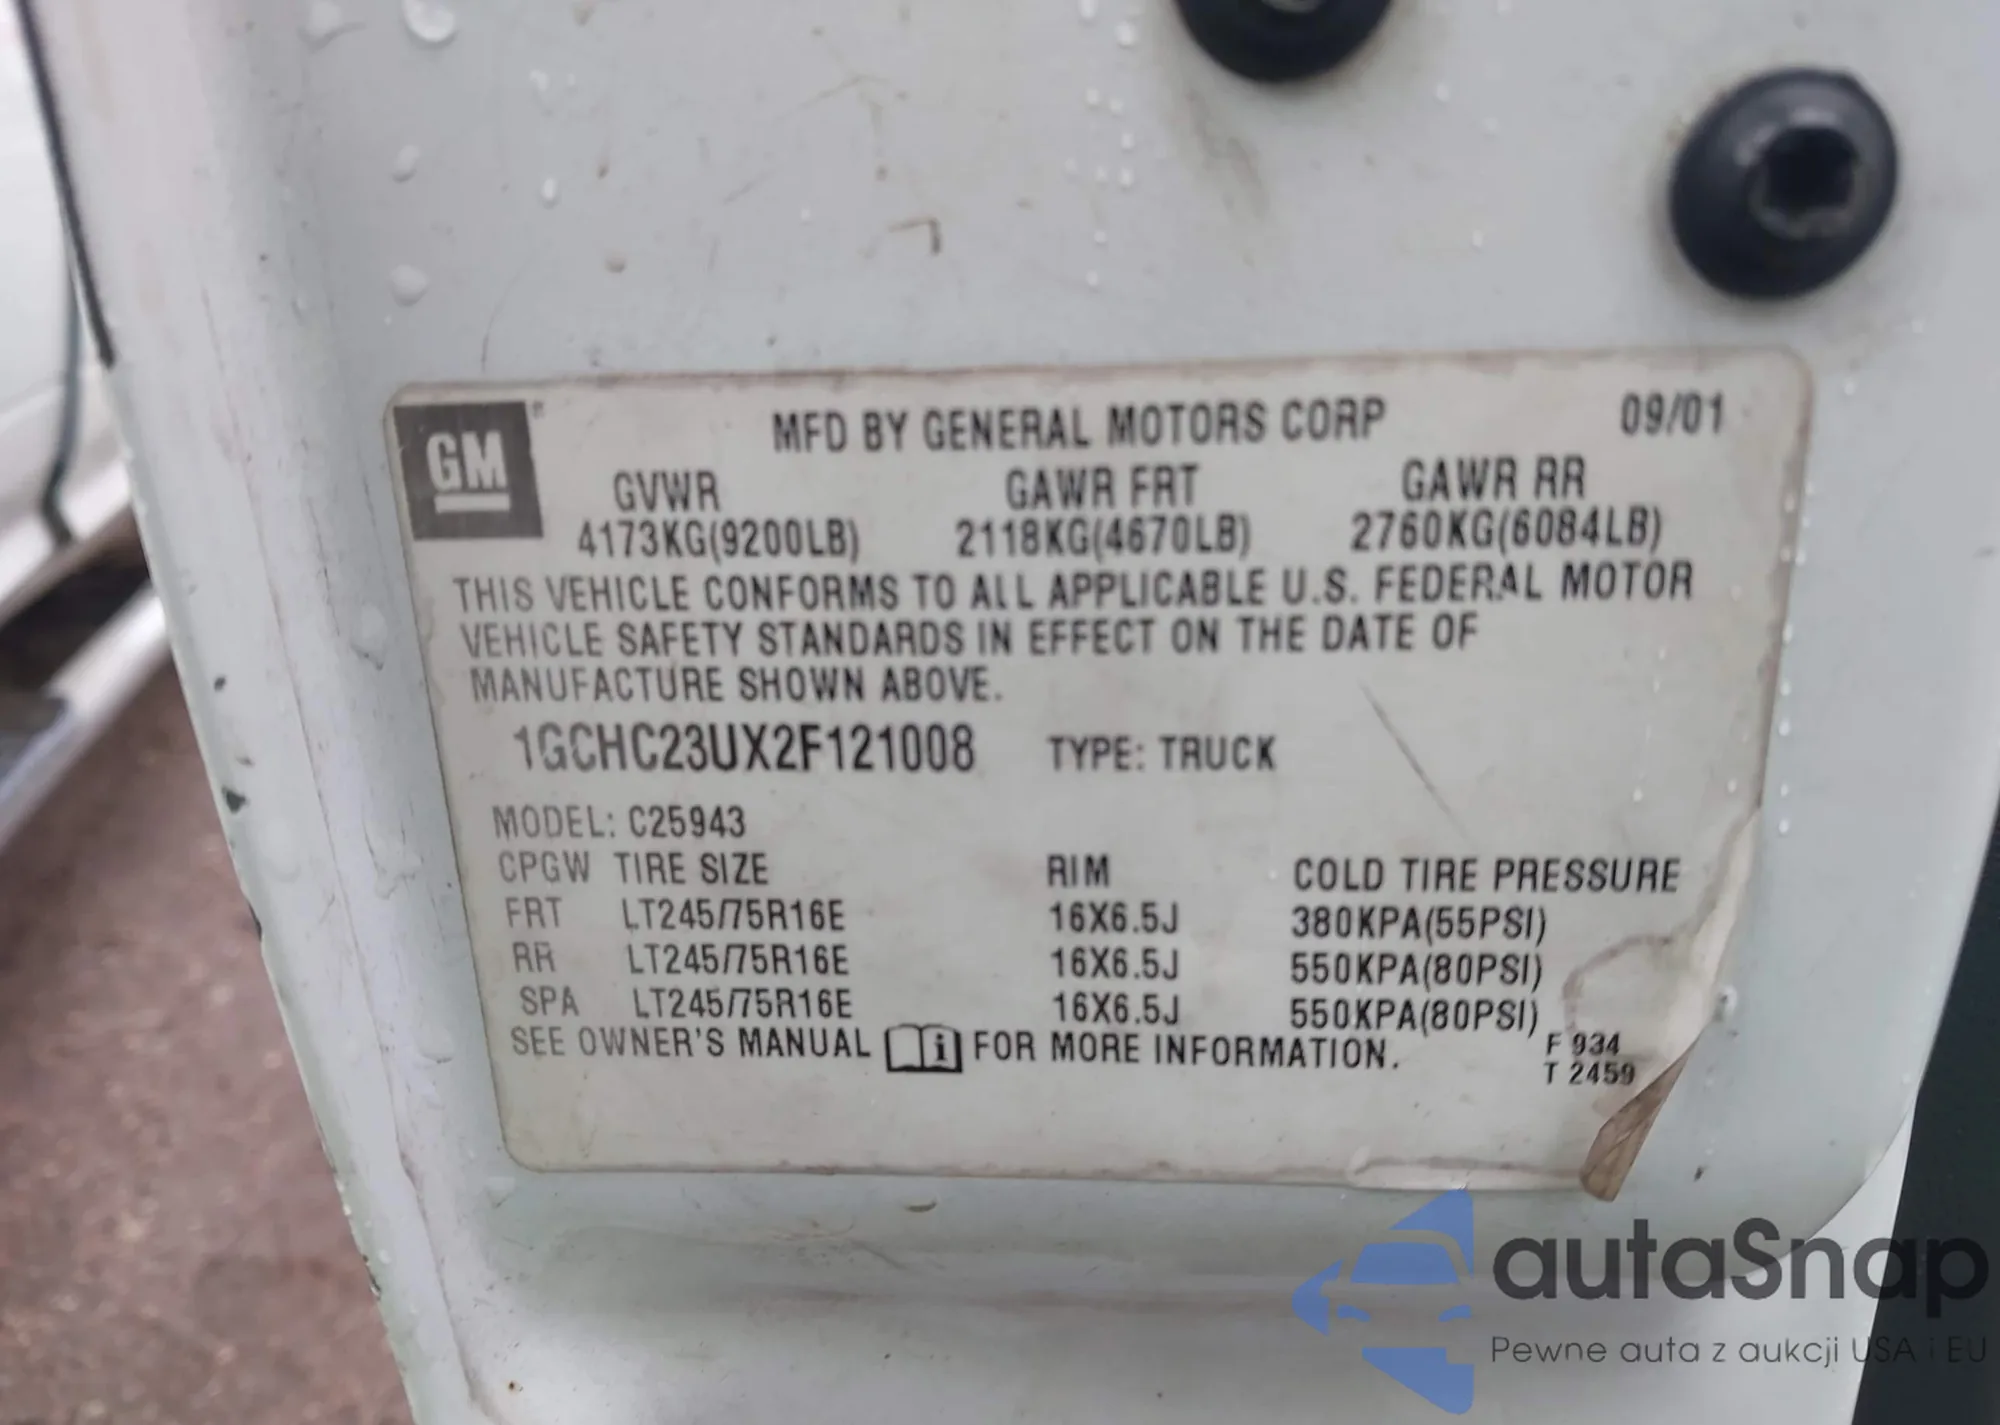 GM
MFD BY GENERAL MOTORS CORP 09/01
GVWR GAWR FRT GAWR RR
4173KG(9200LB) 2118KG(4670LB) 2760KG(6084LB)
THIS VEHICLE CONFORMS TO ALL APPLICABLE U.S. FEDERAL MOTOR
VEHICLE SAFETY STANDARDS IN EFFECT ON THE DATE OF
MANUFACTURE SHOWN ABOVE.
1GCHC23UX2F121008 TYPE: TRUCK
MODEL: C25943
CPGW TIRE SIZE RIM COLD TIRE PRESSURE
FRT LT245/75R16E 16X6.5J 380KPA(55PSI)
RR LT245/75R16E 16X6.5J 550KPA(80PSI)
SPA LT245/75R16E 16X6.5J 550KPA(80PSI)
SEE OWNER'S MANUAL i FOR MORE INFORMATION.
F 934
T 2459
autaSnap
Pewne auta z aukcji USA i EU